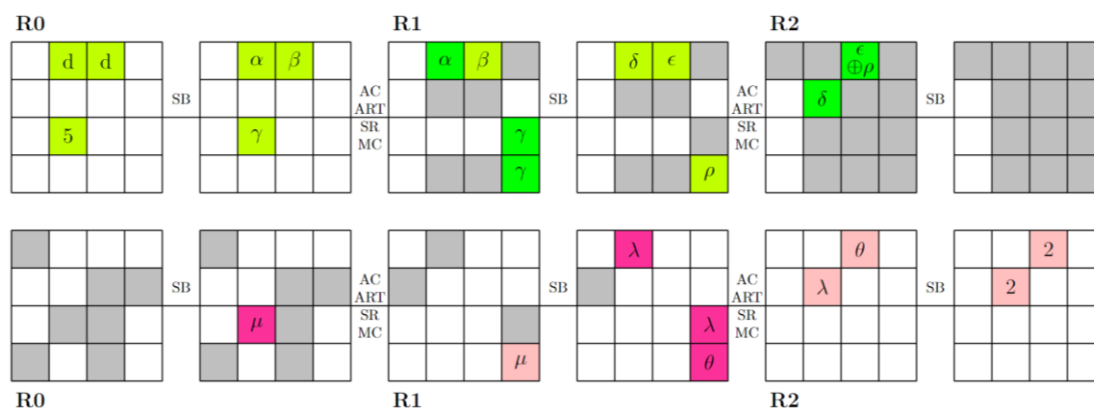 R0 R1 R2
d d α β α β δ ϵ ϵ
⊕ρ
SB AC SB δ AC SB
ART ART
5 γ SR γ SR
MC MC
γ ρ
λ θ 2
SB AC SB λ AC SB 2
ART ART
μ SR λ SR
MC MC
μ θ
R0 R1 R2